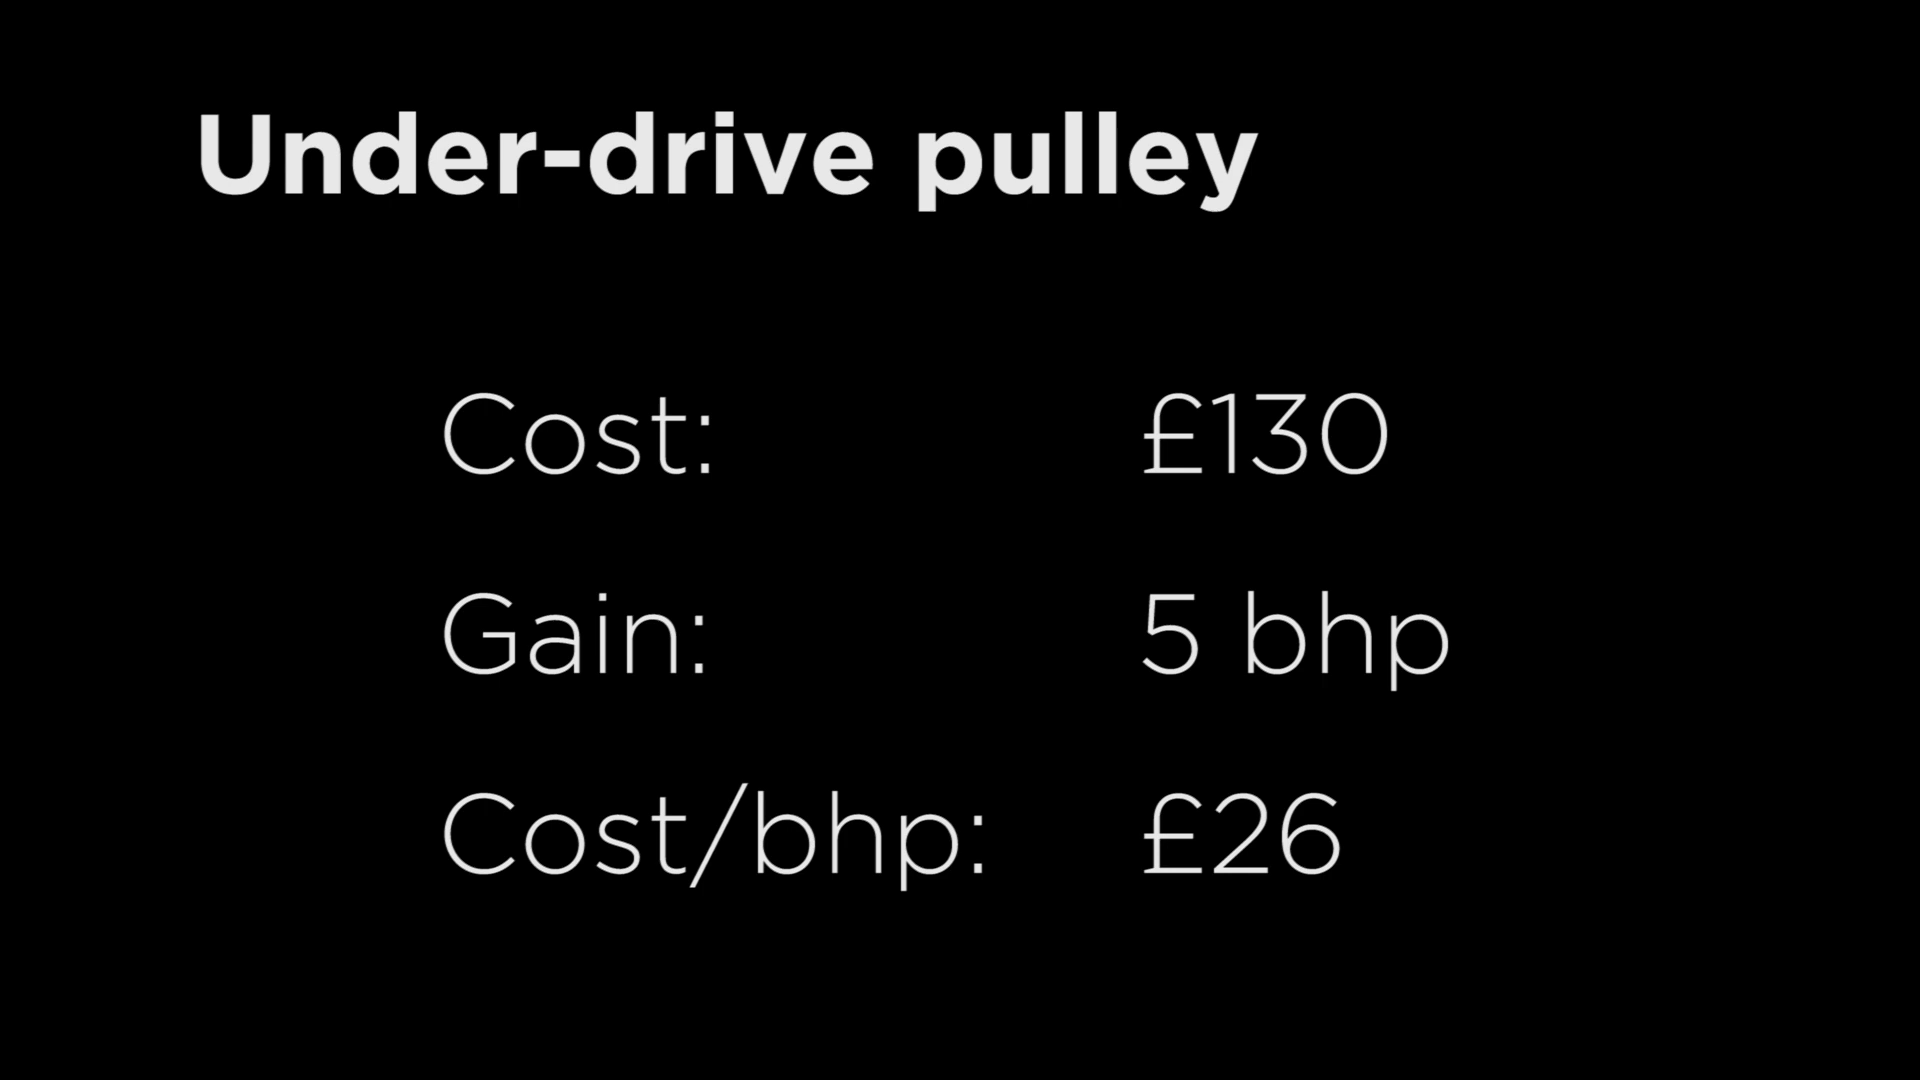 Under-drive pulley
Cost: £130
Gain: 5 bhp
Cost/bhp: £26